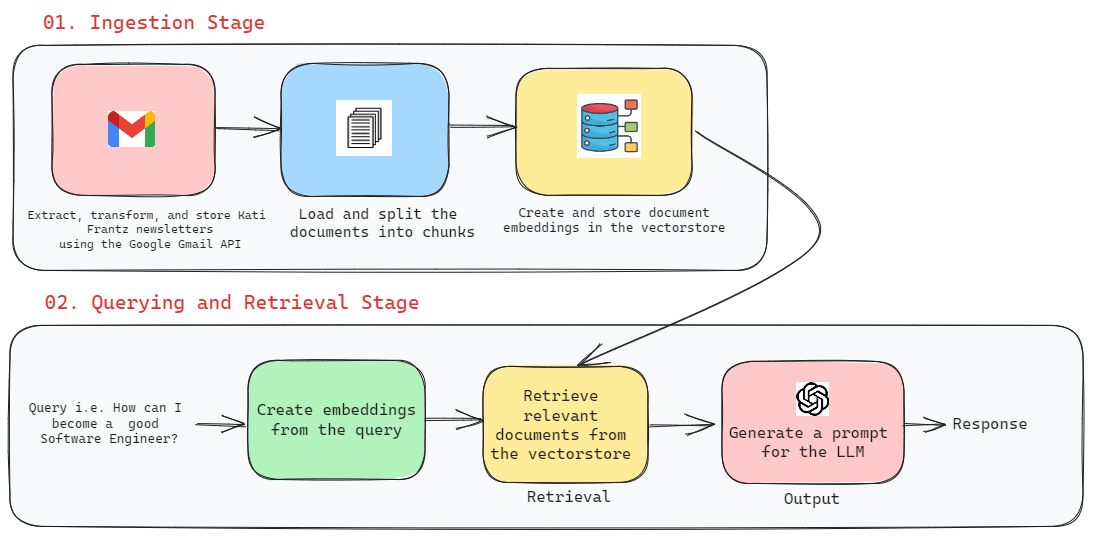 01. Ingestion Stage
Extract, transform, and store Kati
Frantz newsletters
using the Google Gmail API
Load and split the
documents into chunks
Create and store document
embeddings in the vectorstore
02. Querying and Retrieval Stage
Query i.e. How can I
become a  good
Software Engineer?
Create embeddings
from the query
Retrieve
relevant
documents from
the vectorstore
Retrieval
Generate a prompt
for the LLM
Output
Response